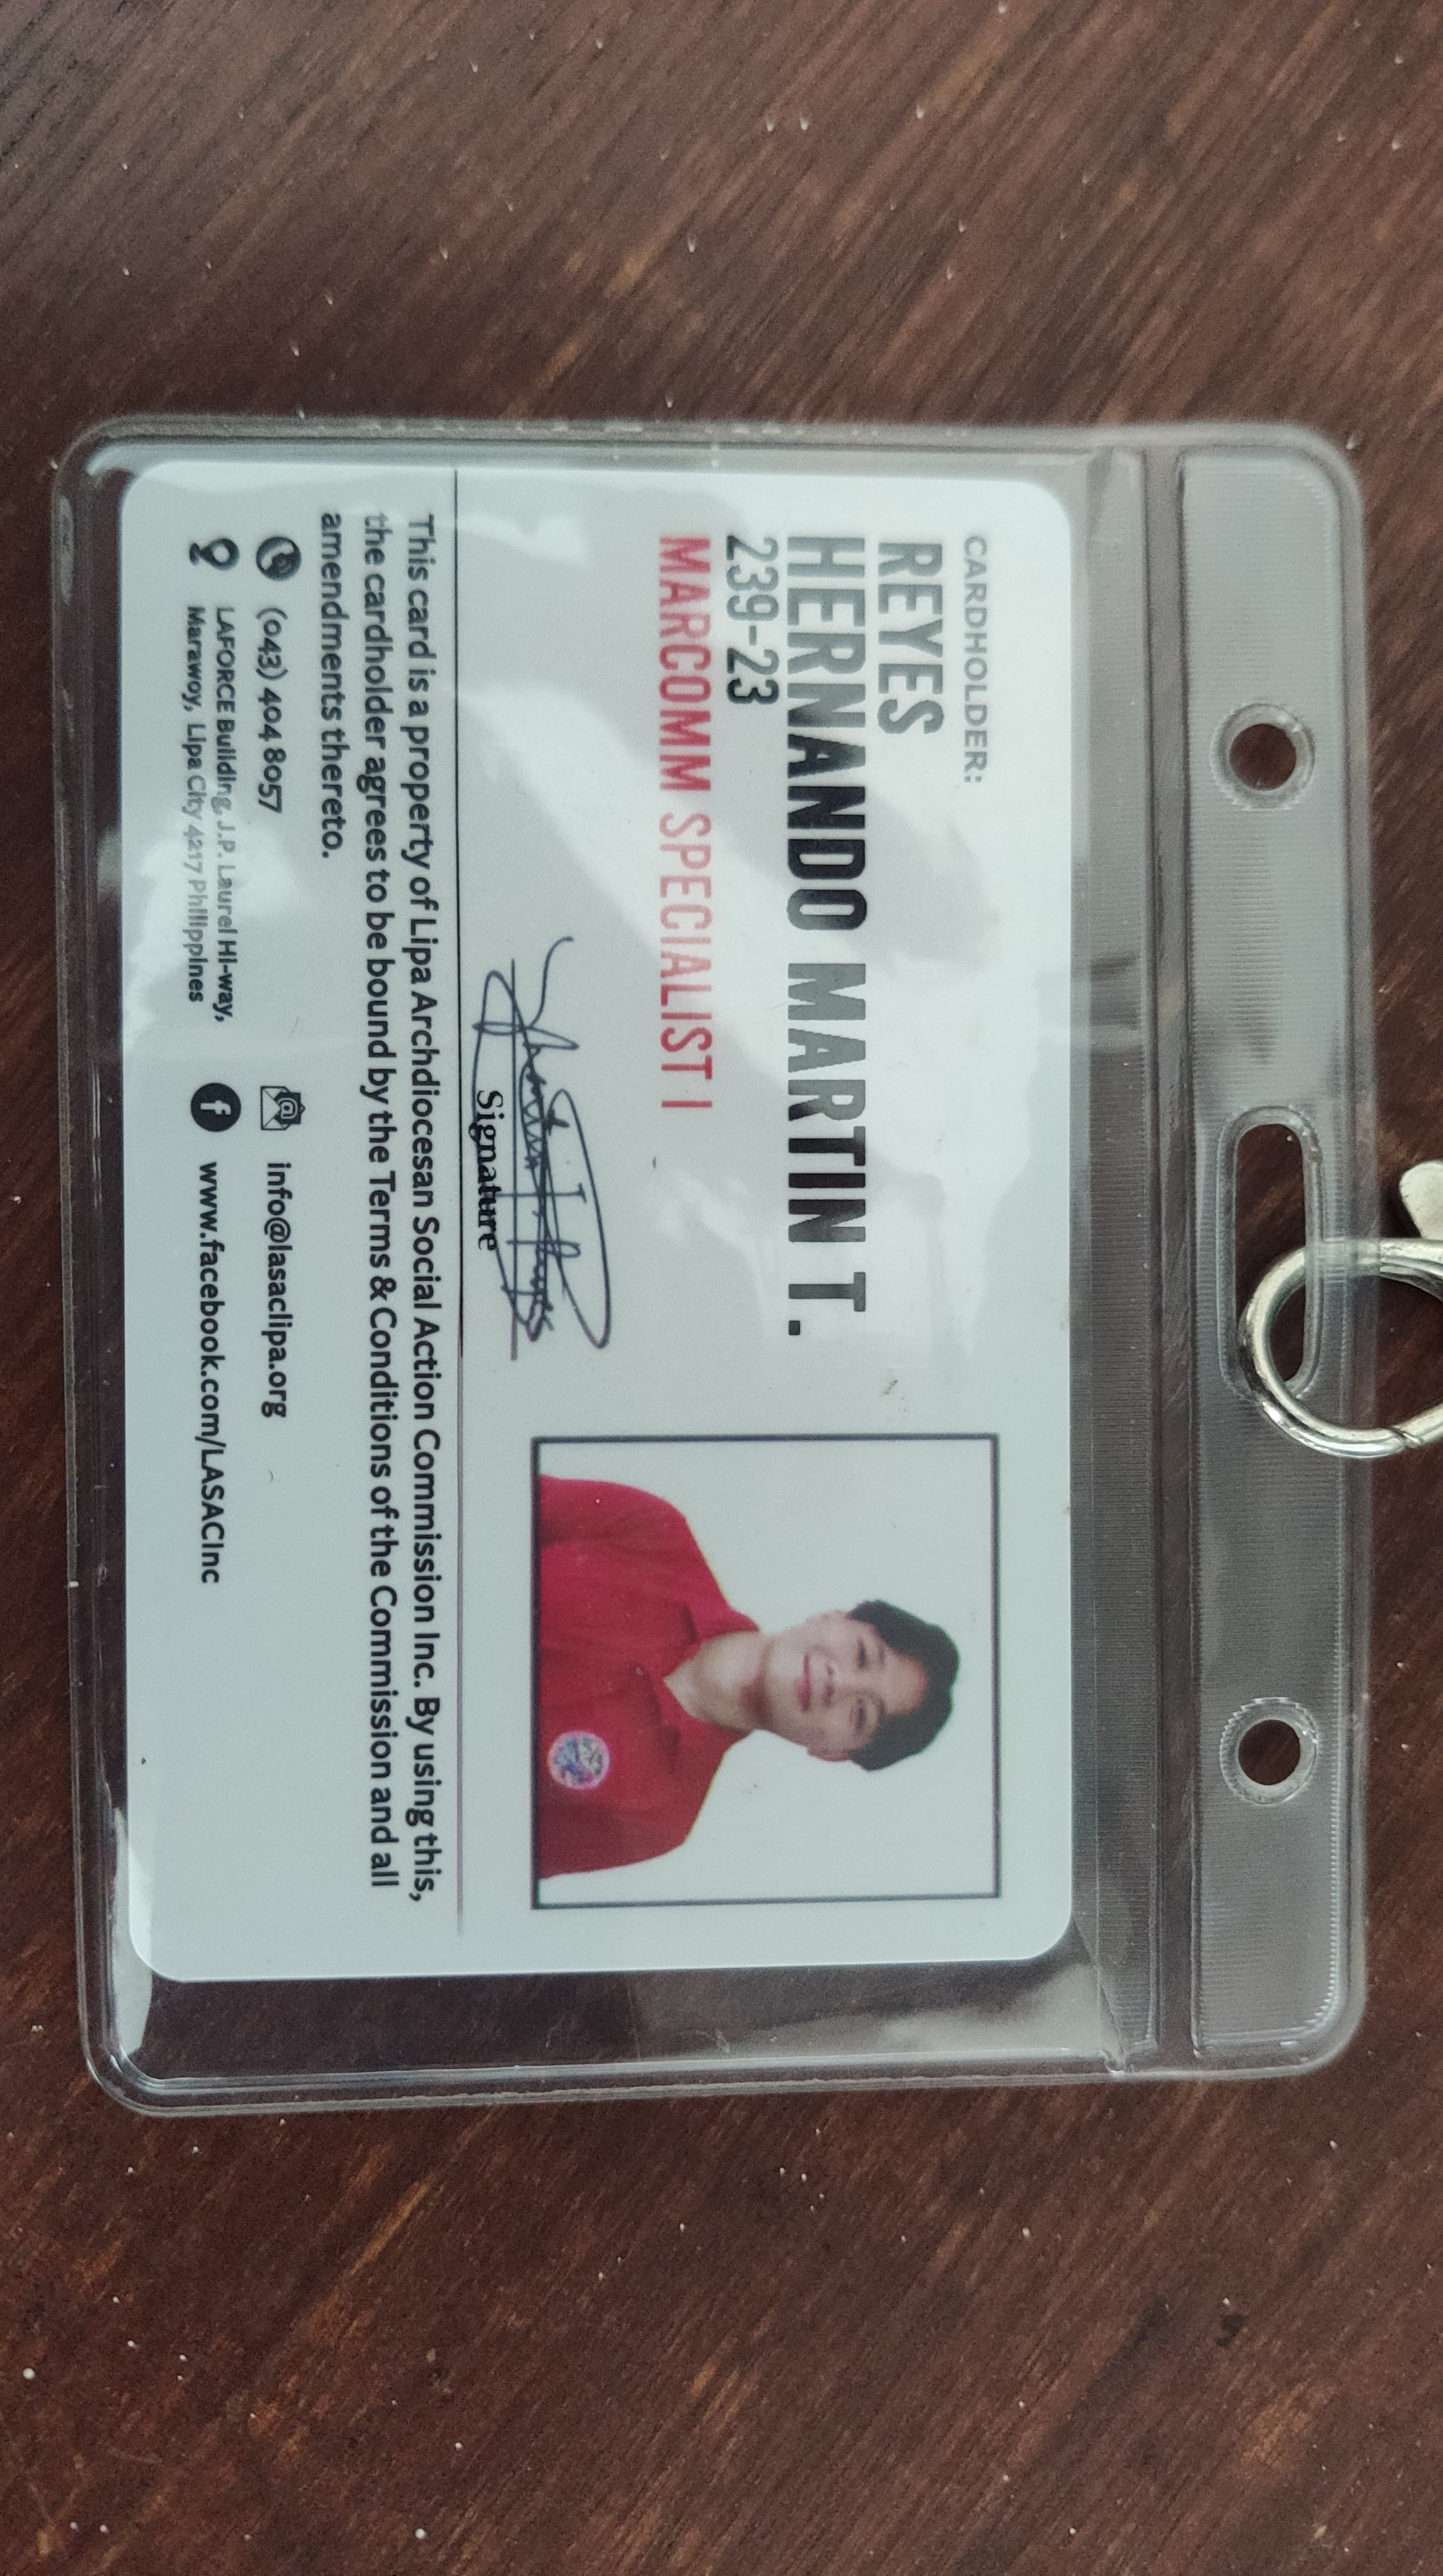 CARDHOLDER:
REYES
HERNANDO MARTIN T.
239-23
MARCOMM SPECIALIST I
Signature
This card is a property of Lipa Archdiocesan Social Action Commission Inc. By using this,
the cardholder agrees to be bound by the Terms & Conditions of the Commission and all
amendments thereto.
(043) 404 8057
LAFORCE Building, J.P. Laurel Hi-way,
Marawoy, Lipa City 4217 Philippines
info@lasaclipa.org
www.facebook.com/LASACInc